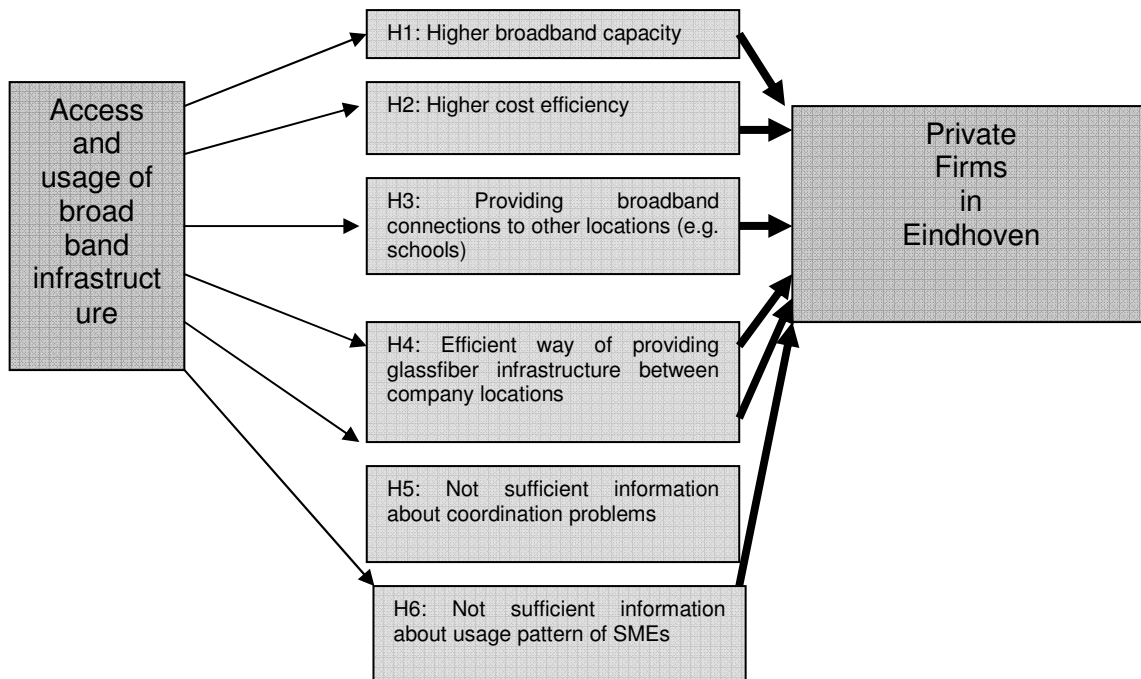 Access
and
usage of
broad
band
infrastruct
ure
H1: Higher broadband capacity
H2: Higher cost efficiency
H3: Providing broadband
connections to other locations (e.g.
schools)
H4: Efficient way of providing
glassfiber infrastructure between
company locations
H5: Not sufficient information
about coordination problems
H6: Not sufficient information
about usage pattern of SMEs
Private
Firms
in
Eindhoven